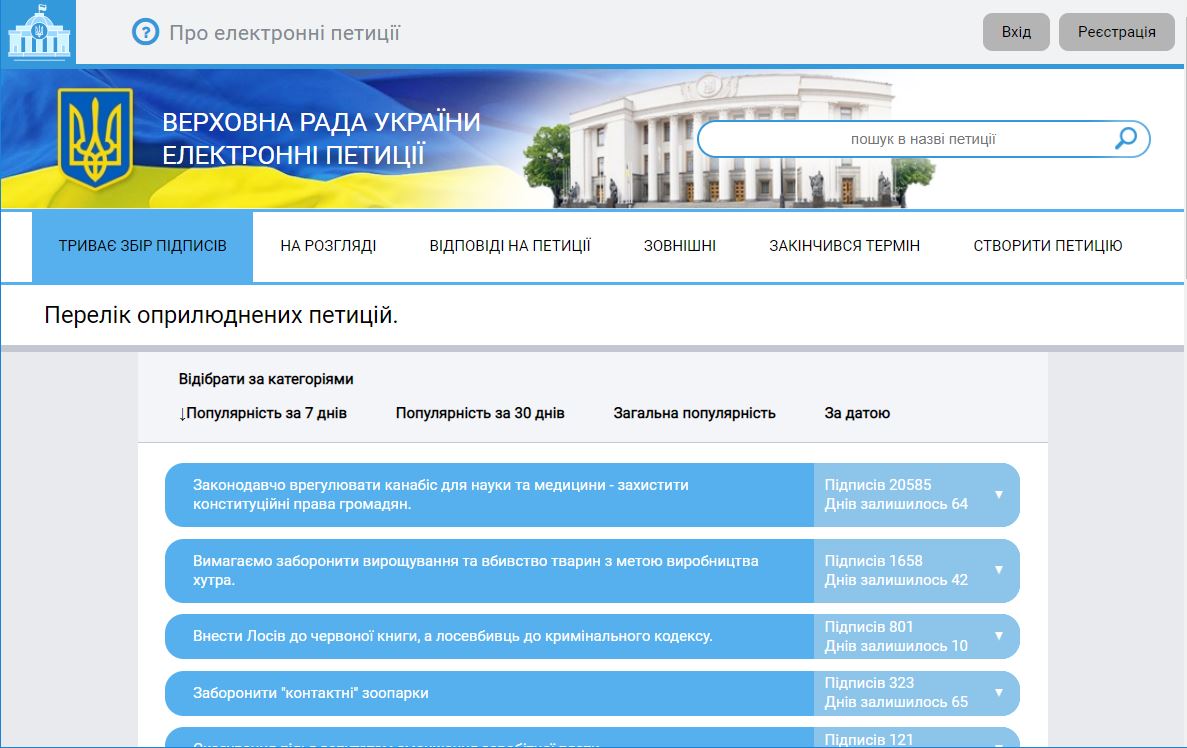 Про електронні петиції
Вхід
Реєстрація
ВЕРХОВНА РАДА УКРАЇНИ
ЕЛЕКТРОННІ ПЕТИЦІЇ
пошук в назві петиції
ТРИВАЄ ЗБІР ПІДПИСІВ
НА РОЗГЛЯДІ
ВІДПОВІДІ НА ПЕТИЦІЇ
ЗОВНІШНІ
ЗАКІНЧИВСЯ ТЕРМІН
СТВОРИТИ ПЕТИЦІЮ
Перелік оприлюднених петицій.
Відібрати за категоріями
↓Популярність за 7 днів
Популярність за 30 днів
Загальна популярність
За датою
Законодавчо врегулювати канабіс для науки та медицини - захистити
конституційні права громадян.
Підписів 20585
Днів залишилось 64
Вимагаємо заборонити вирощування та вбивство тварин з метою виробництва
хутра.
Підписів 1658
Днів залишилось 42
Внести Лосів до червоної книги, а лосевбивць до кримінального кодексу.
Підписів 801
Днів залишилось 10
Заборонити "контактні" зоопарки
Підписів 323
Днів залишилось 65
Підписів 121